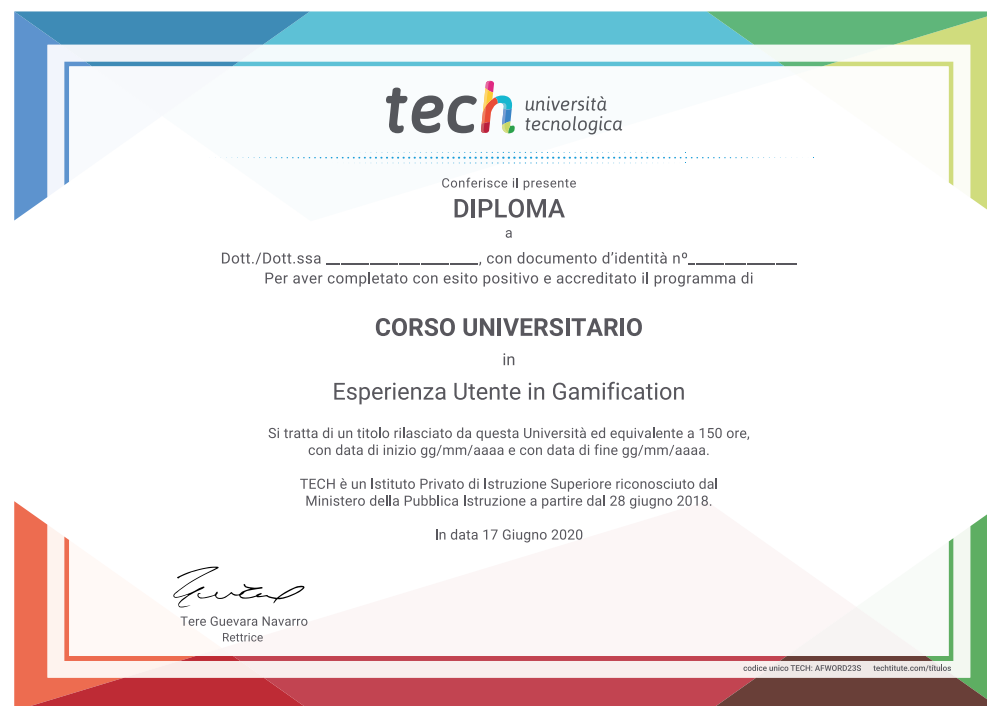 tech università
tecnologica
Conferisce il presente
DIPLOMA
a
Dott./Dott.ssa ___________________, con documento d’identità nº______________
Per aver completato con esito positivo e accreditato il programma di
CORSO UNIVERSITARIO
in
Esperienza Utente in Gamification
Si tratta di un titolo rilasciato da questa Università ed equivalente a 150 ore,
con data di inizio gg/mm/aaaa e con data di fine gg/mm/aaaa.
TECH è un Istituto Privato di Istruzione Superiore riconosciuto dal
Ministero della Pubblica Istruzione a partire dal 28 giugno 2018.
In data 17 Giugno 2020
Tere Guevara Navarro
Rettrice
codice unico TECH: AFWORD23S techtitute.com/títulos